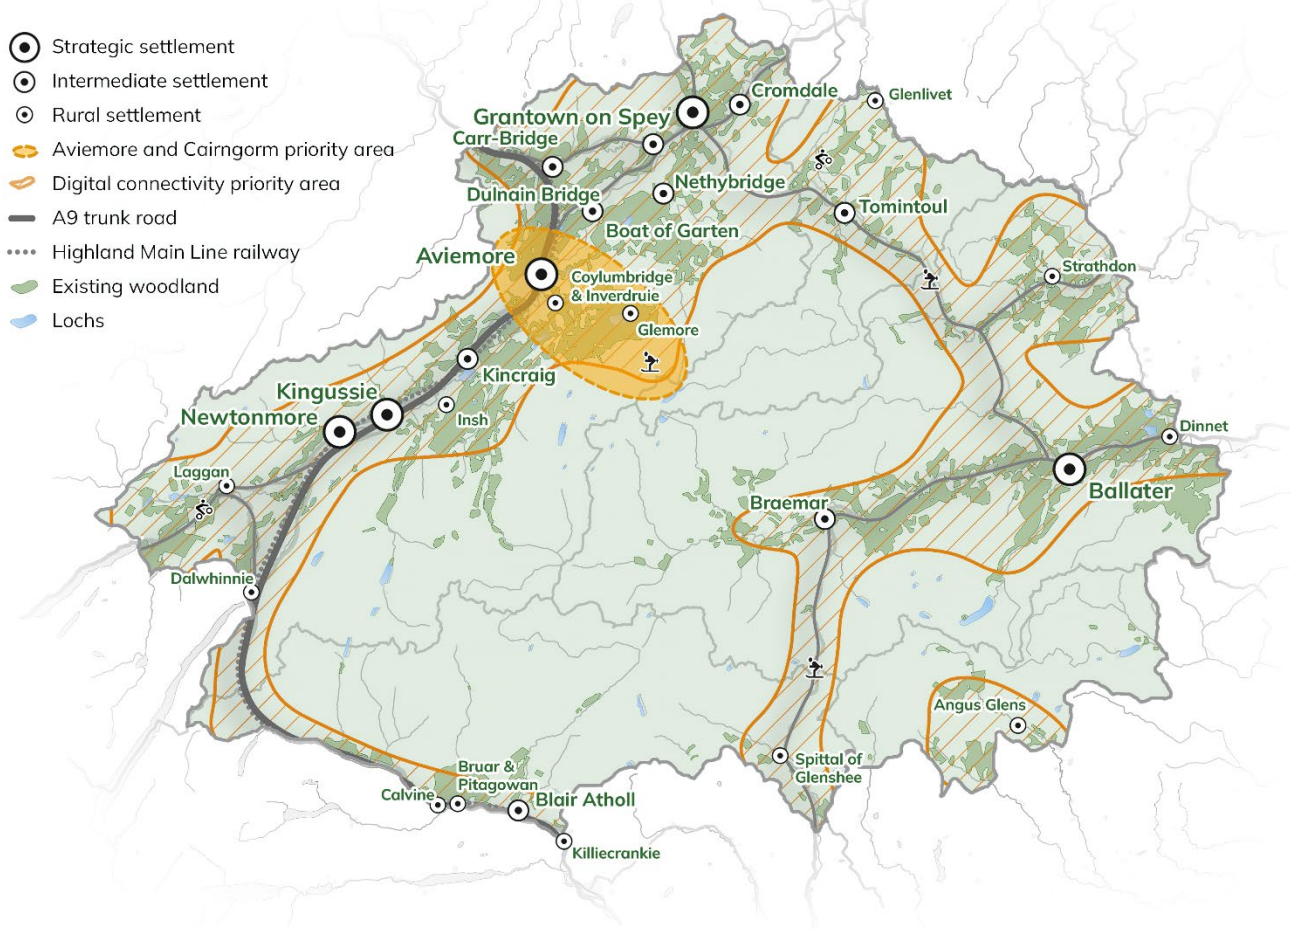 Strategic settlement
Intermediate settlement
Rural settlement
Aviemore and Cairngorm priority area
Digital connectivity priority area
A9 trunk road
Highland Main Line railway
Existing woodland
Lochs
Cromdale
Glenlivet
Grantown on Spey
Carr-Bridge
Nethybridge
Dulnain Bridge
Tomintoul
Boat of Garten
Aviemore
Coylumbridge
& Inverdruie
Strathdon
Glemore
Kincraig
Kingussie
Newtonmore
Insh
Dinnet
Laggan
Ballater
Braemar
Dalwhinnie
Angus Glens
Spittal of
Glenshee
Bruar &
Pitagowan
Calvine
Blair Atholl
Killiecrankie